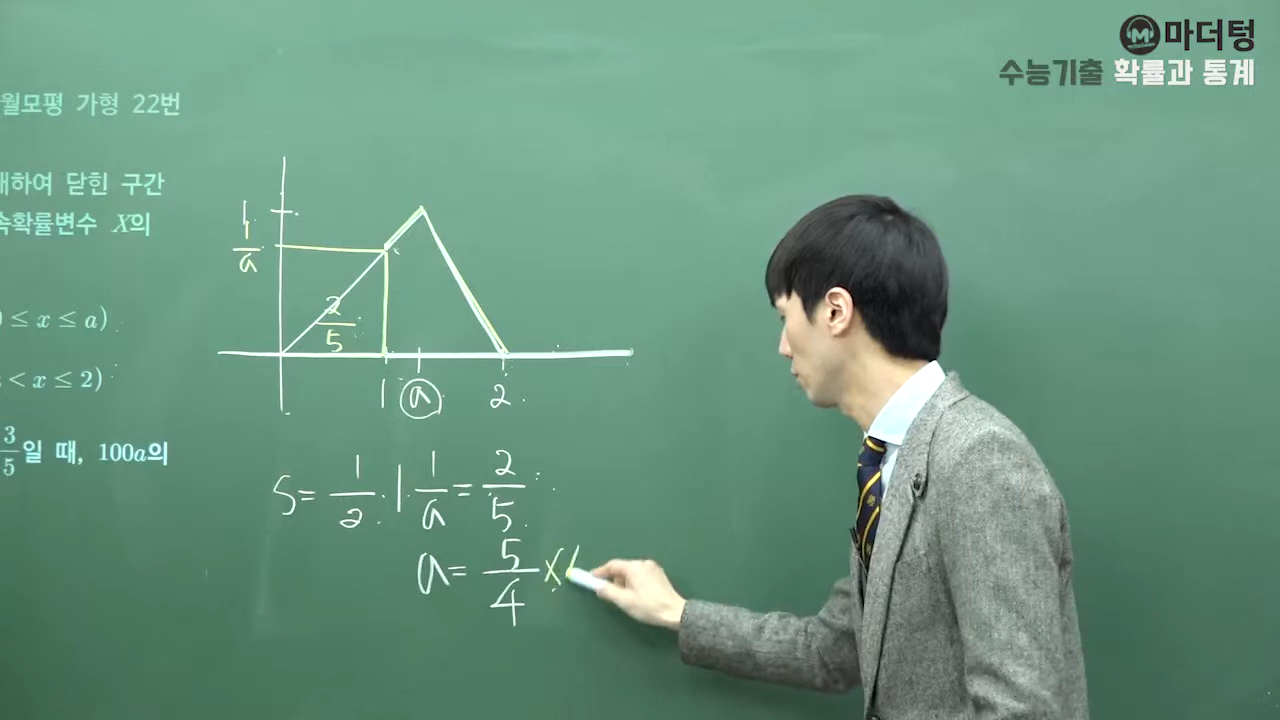 마더텅
수능기출 확률과 통계
월모평 가형 22번
하여 닫힌 구간
확률변수 X의
≤ x ≤ a)
< x ≤ 2)
3/5일 때, 100a의
1
1/a
2/5
1 a 2
S = 1/2 · 1 · 1/a = 2/5
a = 5/4 ×